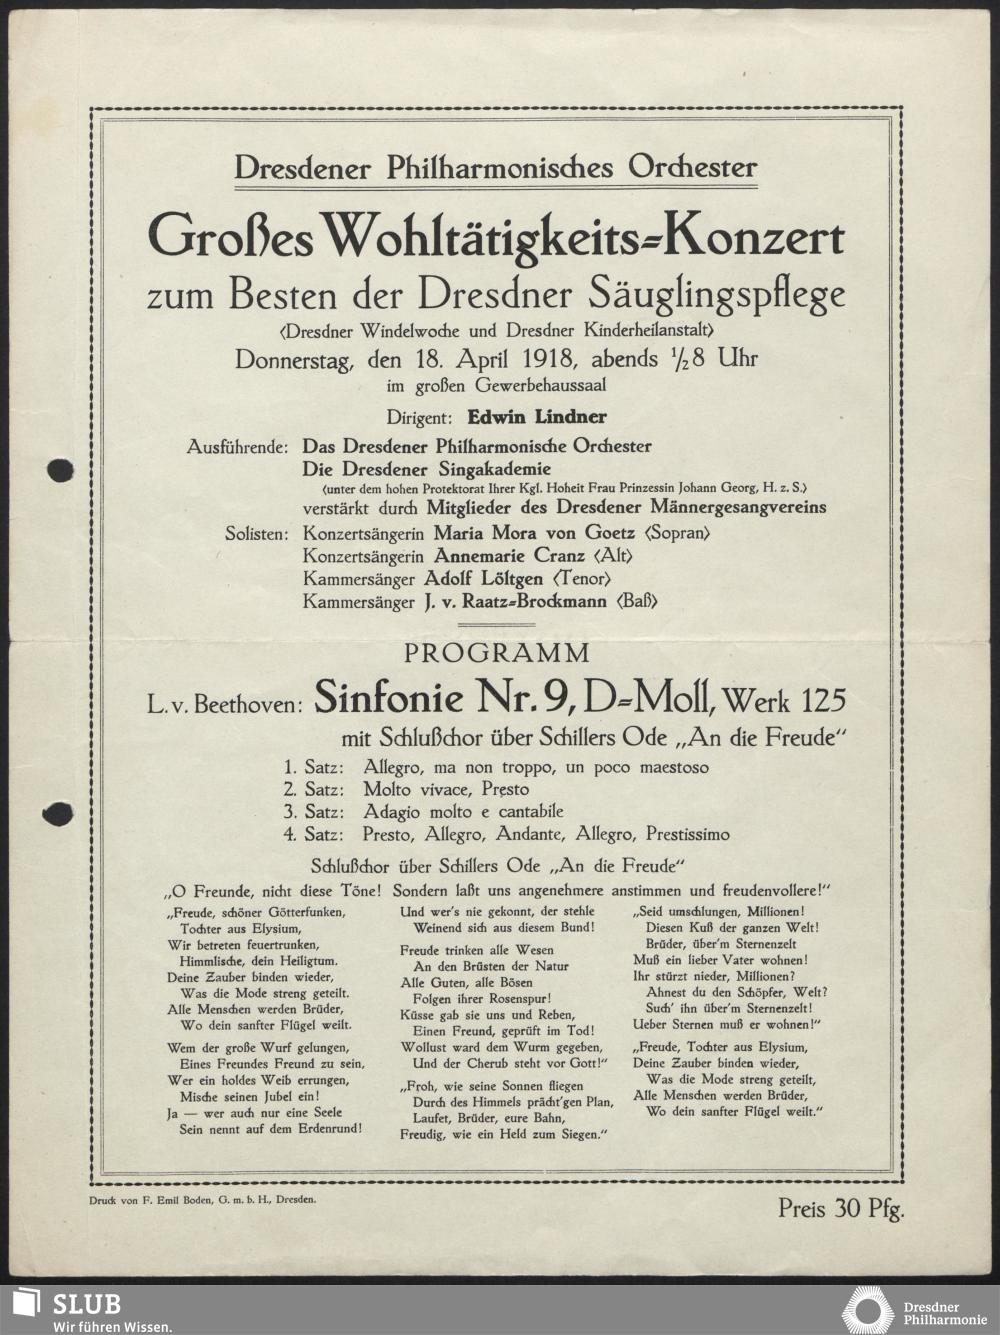 Dresdener Philharmonisches Orchester
Großes Wohltätigkeits=Konzert
zum Besten der Dresdner Säuglingspflege
(Dresdner Windelwoche und Dresdner Kinderheilanstalt)
Donnerstag, den 18. April 1918, abends 1/2 8 Uhr
im großen Gewerbehaussaal
Dirigent: Edwin Lindner
Ausführende: Das Dresdener Philharmonische Orchester
Die Dresdener Singakademie
(unter dem hohen Protektorat Ihrer Kgl. Hoheit Frau Prinzessin Johann Georg, H. z. S.)
verstärkt durch Mitglieder des Dresdener Männergesangvereins
Solisten: Konzertsängerin Maria Mora von Goetz (Sopran)
Konzertsängerin Annemarie Cranz (Alt)
Kammersänger Adolf Löltgen (Tenor)
Kammersänger J. v. Raatz=Brockmann (Baß)
PROGRAMM
L. v. Beethoven: Sinfonie Nr. 9, D=Moll, Werk 125
mit Schlußchor über Schillers Ode „An die Freude“
1. Satz: Allegro, ma non troppo, un poco maestoso
2. Satz: Molto vivace, Presto
3. Satz: Adagio molto e cantabile
4. Satz: Presto, Allegro, Andante, Allegro, Prestissimo
Schlußchor über Schillers Ode „An die Freude“
„O Freunde, nicht diese Töne! Sondern laßt uns angenehmere anstimmen und freudenvollere!“
„Freude, schöner Götterfunken,
Tochter aus Elysium,
Wir betreten feuertrunken,
Himmlische, dein Heiligtum.
Deine Zauber binden wieder,
Was die Mode streng geteilt.
Alle Menschen werden Brüder,
Wo dein sanfter Flügel weilt.
Wem der große Wurf gelungen,
Eines Freundes Freund zu sein,
Wer ein holdes Weib errungen,
Mische seinen Jubel ein!
Ja — wer auch nur eine Seele
Sein nennt auf dem Erdenrund!
Und wer's nie gekonnt, der stehle
Weinend sich aus diesem Bund!
Freude trinken alle Wesen
An den Brüsten der Natur
Alle Guten, alle Bösen
Folgen ihrer Rosenspur!
Küsse gab sie uns und Reben,
Einen Freund, geprüft im Tod!
Wollust ward dem Wurm gegeben,
Und der Cherub steht vor Gott!“
„Froh, wie seine Sonnen fliegen
Durch des Himmels prächt'gen Plan,
Laufet, Brüder, eure Bahn,
Freudig, wie ein Held zum Siegen.“
„Seid umschlungen, Millionen!
Diesen Kuß der ganzen Welt!
Brüder, über'm Sternenzelt
Muß ein lieber Vater wohnen!
Ihr stürzt nieder, Millionen?
Ahnest du den Schöpfer, Welt?
Such' ihn über'm Sternenzelt!
Ueber Sternen muß er wohnen!“
„Freude, Tochter aus Elysium,
Deine Zauber binden wieder,
Was die Mode streng geteilt,
Alle Menschen werden Brüder,
Wo dein sanfter Flügel weilt.“
Druck von F. Emil Boden, G. m. b. H., Dresden.
Preis 30 Pfg.
SLUB
Wir führen Wissen.
Dresdner
Philharmonie